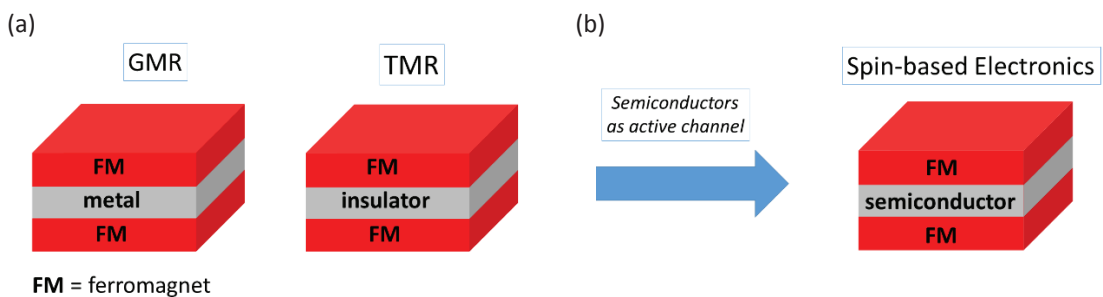 (a)
GMR
FM
metal
FM
TMR
FM
insulator
FM
FM = ferromagnet
(b)
Semiconductors
as active channel
Spin-based Electronics
FM
semiconductor
FM